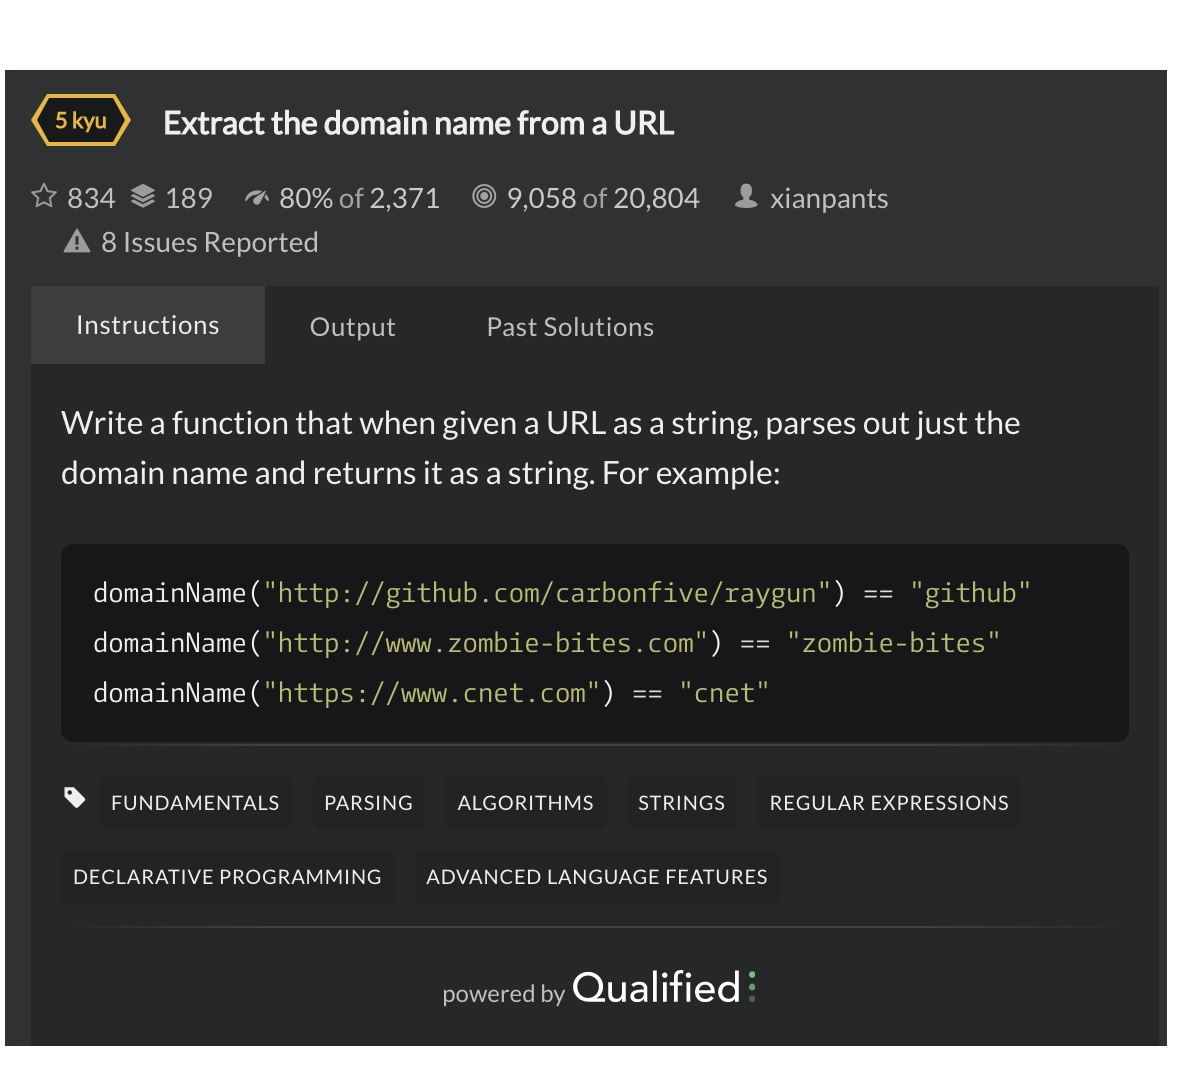 5 kyu Extract the domain name from a URL
834 189 80% of 2,371 9,058 of 20,804 xianpants
8 Issues Reported
Instructions Output Past Solutions
Write a function that when given a URL as a string, parses out just the
domain name and returns it as a string. For example:
domainName("http://github.com/carbonfive/raygun") == "github"
domainName("http://www.zombie-bites.com") == "zombie-bites"
domainName("https://www.cnet.com") == "cnet"
FUNDAMENTALS PARSING ALGORITHMS STRINGS REGULAR EXPRESSIONS
DECLARATIVE PROGRAMMING ADVANCED LANGUAGE FEATURES
powered by Qualified